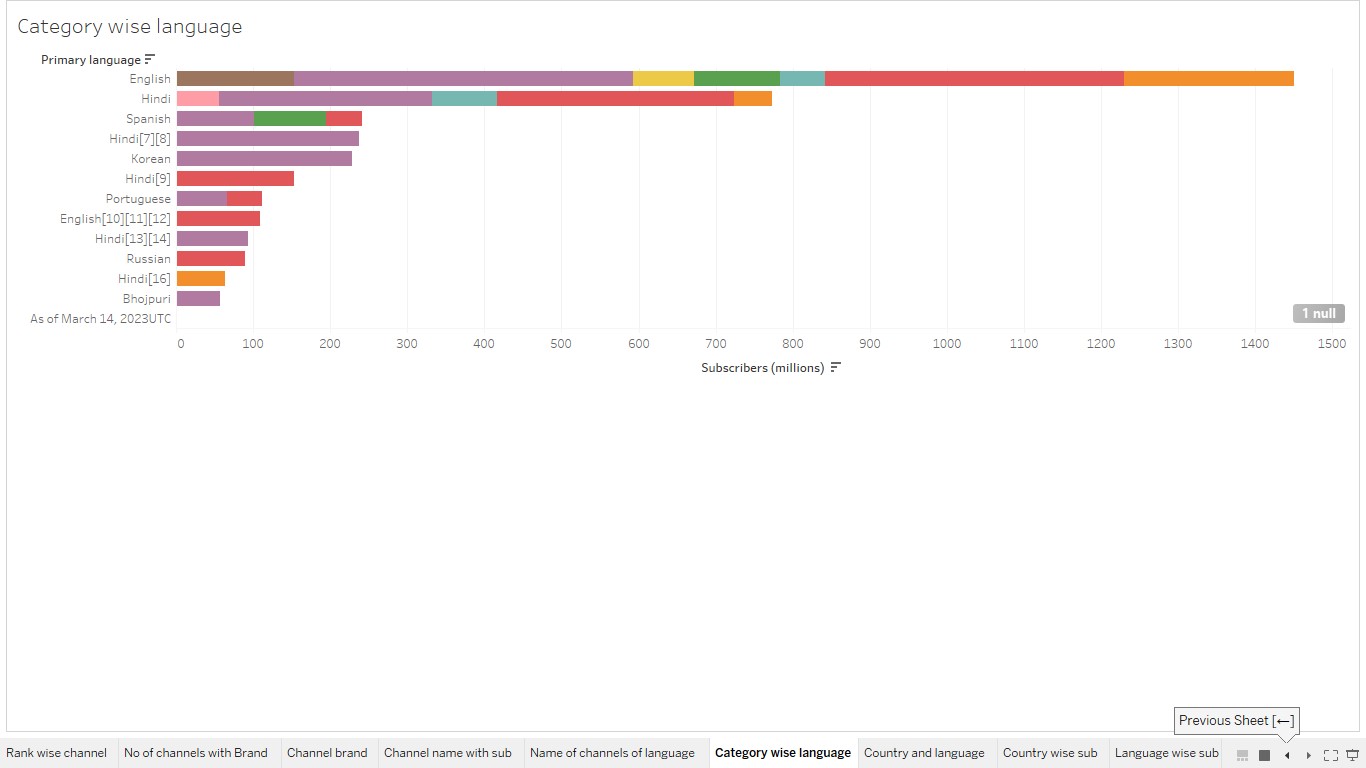 Category wise language
Primary language
English
Hindi
Spanish
Hindi[7][8]
Korean
Hindi[9]
Portuguese
English[10][11][12]
Hindi[13][14]
Russian
Hindi[16]
Bhojpuri
As of March 14, 2023UTC
1 null
0 100 200 300 400 500 600 700 800 900 1000 1100 1200 1300 1400 1500
Subscribers (millions)
Previous Sheet [←]
Rank wise channel No of channels with Brand Channel brand Channel name with sub Name of channels of language Category wise language Country and language Country wise sub Language wise sub